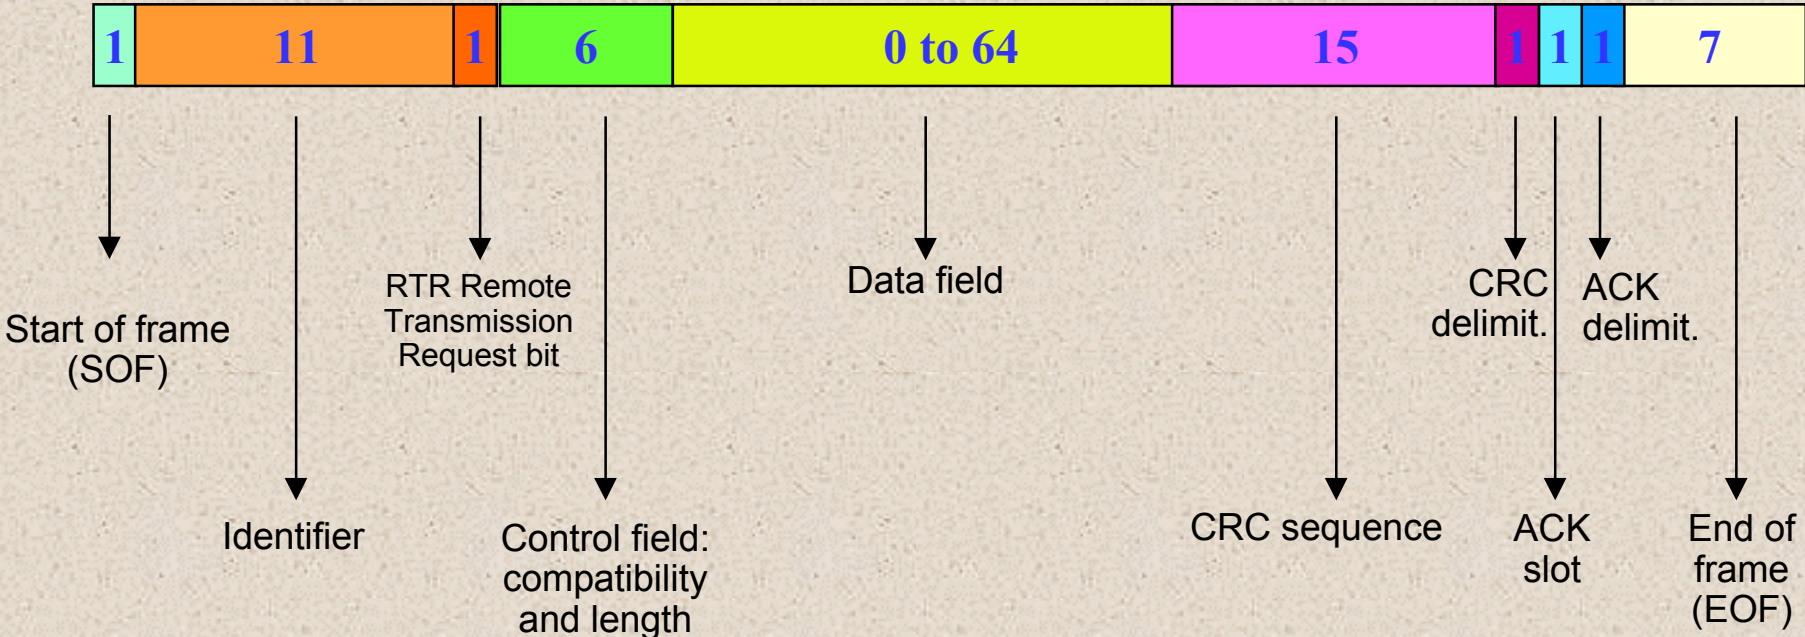 1 11 1 6 0 to 64 15 1 1 1 7
Start of frame
(SOF)
Identifier
RTR Remote
Transmission
Request bit
Control field:
compatibility
and length
Data field
CRC sequence
CRC
delimit.
ACK
slot
ACK
delimit.
End of
frame
(EOF)